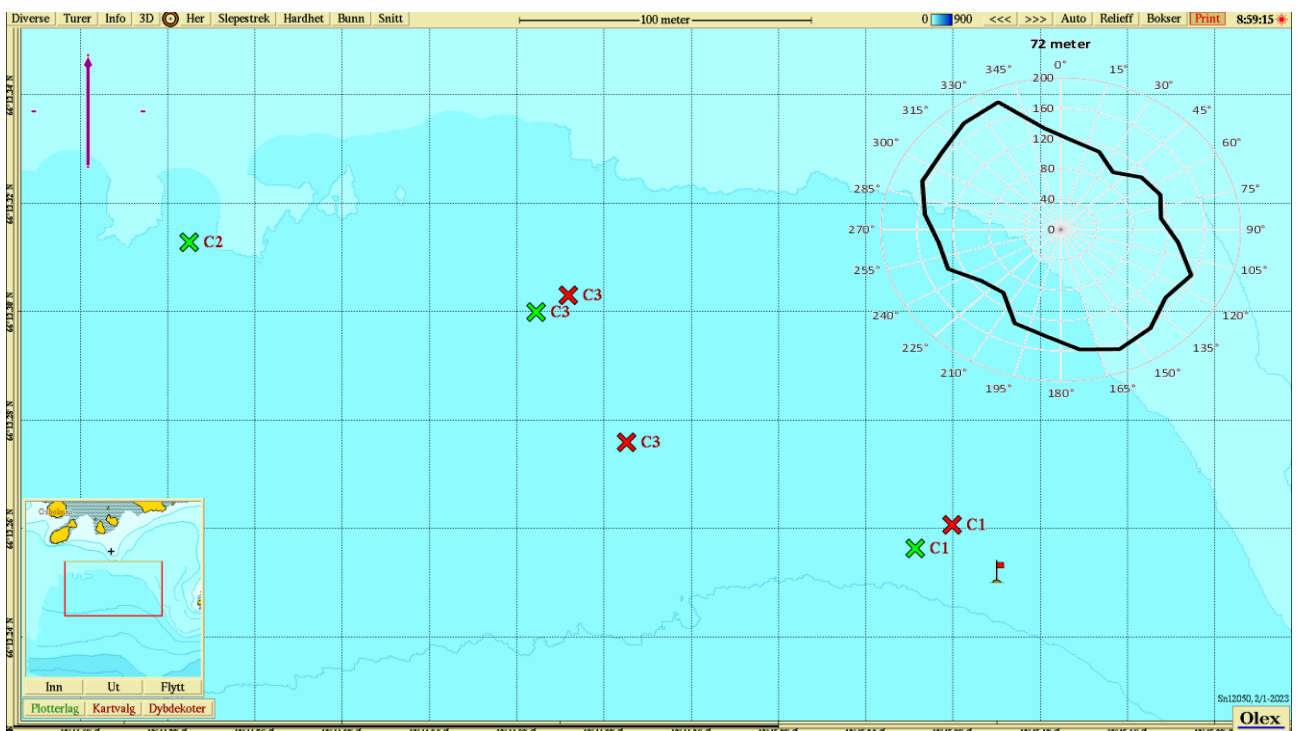 Diverse Turer Info 3D Her Slepestrek Hardhet Bunn Snitt 100 meter 0 900 <<< >>> Auto Relieff Bokser Print 8:59:15
72 meter
0°
345° 15°
330° 30°
315° 45°
300° 60°
285° 75°
270° 90°
255° 105°
240° 120°
225° 135°
210° 150°
195° 165°
180°
200
160
120
80
40
0
C2
C3
C3
C3
C1
C1
Inn Ut Flytt
Plotterlag Kartvalg Dybdekoter
Sn12050, 2/1-2023
Olex